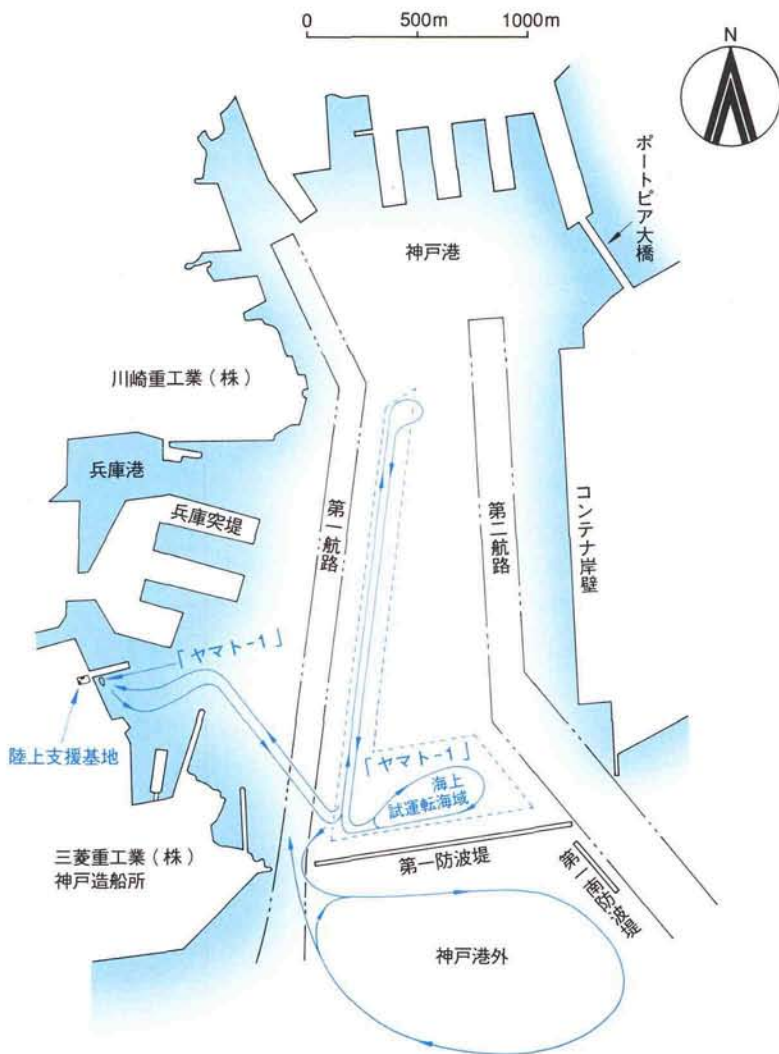 0 500m 1000m
N
ポートピア大橋
神戸港
川崎重工業(株)
兵庫港
兵庫突堤
第一航路
第二航路
コンテナ岸壁
「ヤマト-1」
陸上支援基地
「ヤマト-1」
海上
試運転海域
三菱重工業(株)
神戸造船所
第一防波堤
第一南防波堤
神戸港外